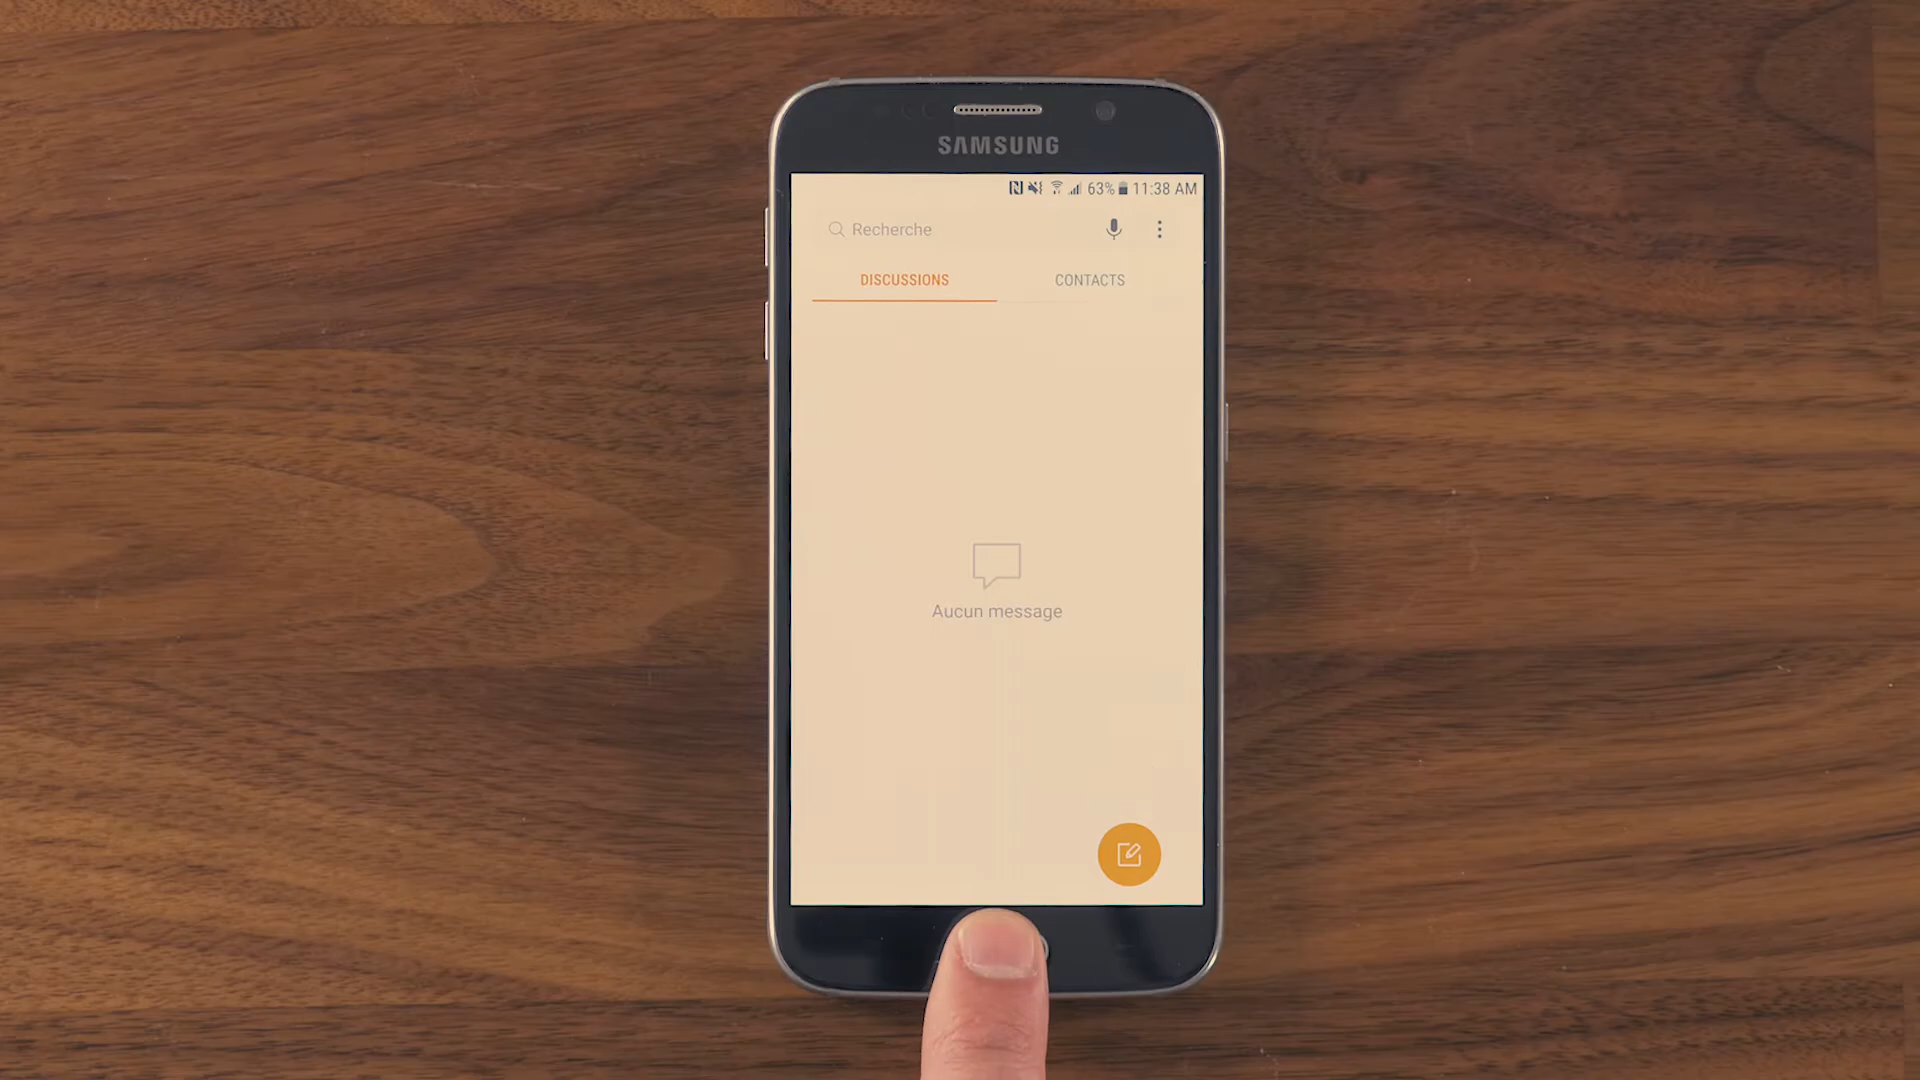 SAMSUNG
63% 11:38 AM
Recherche
DISCUSSIONS
CONTACTS
Aucun message